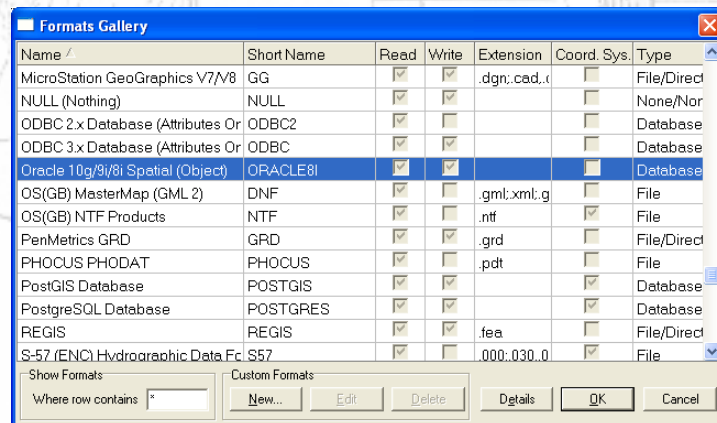 Formats Gallery
Name Short Name Read Write Extension Coord. Sys. Type
MicroStation GeoGraphics V7/V8 GG .dgn;.cad,.( File/Direct
NULL (Nothing) NULL None/Nor
ODBC 2.x Database (Attributes Or ODBC2 Database
ODBC 3.x Database (Attributes Or ODBC Database
Oracle 10g/9i/8i Spatial (Object) ORACLE8I Database
OS(GB) MasterMap (GML 2) DNF .gml;.xml;.g File
OS(GB) NTF Products NTF .ntf File
PenMetrics GRD GRD .grd File/Direct
PHOCUS PHODAT PHOCUS .pdt File
PostGIS Database POSTGIS Database
PostgreSQL Database POSTGRES Database
REGIS REGIS .fea File/Direct
S-57 (ENC) Hydrographic Data Fc S57 .000;.030,.0 File
Show Formats Custom Formats
Where row contains * New... Edit Delete Details OK Cancel